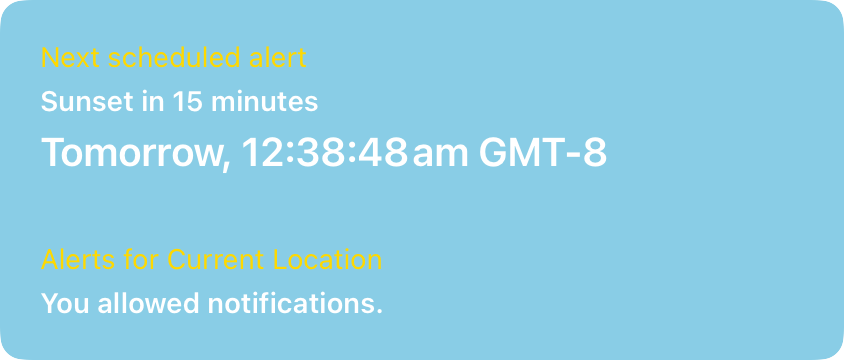 Next scheduled alert
Sunset in 15 minutes
Tomorrow, 12:38:48 am GMT-8
Alerts for Current Location
You allowed notifications.